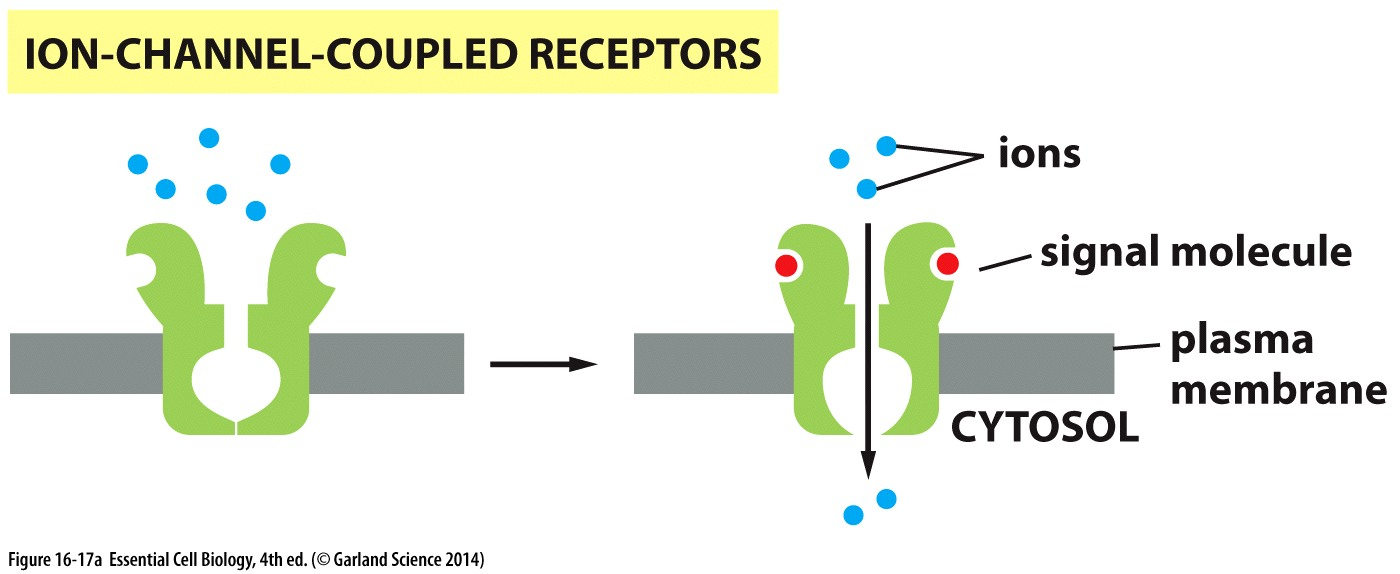 ION-CHANNEL-COUPLED RECEPTORS
ions
signal molecule
plasma
membrane
CYTOSOL
Figure 16-17a Essential Cell Biology, 4th ed. (© Garland Science 2014)